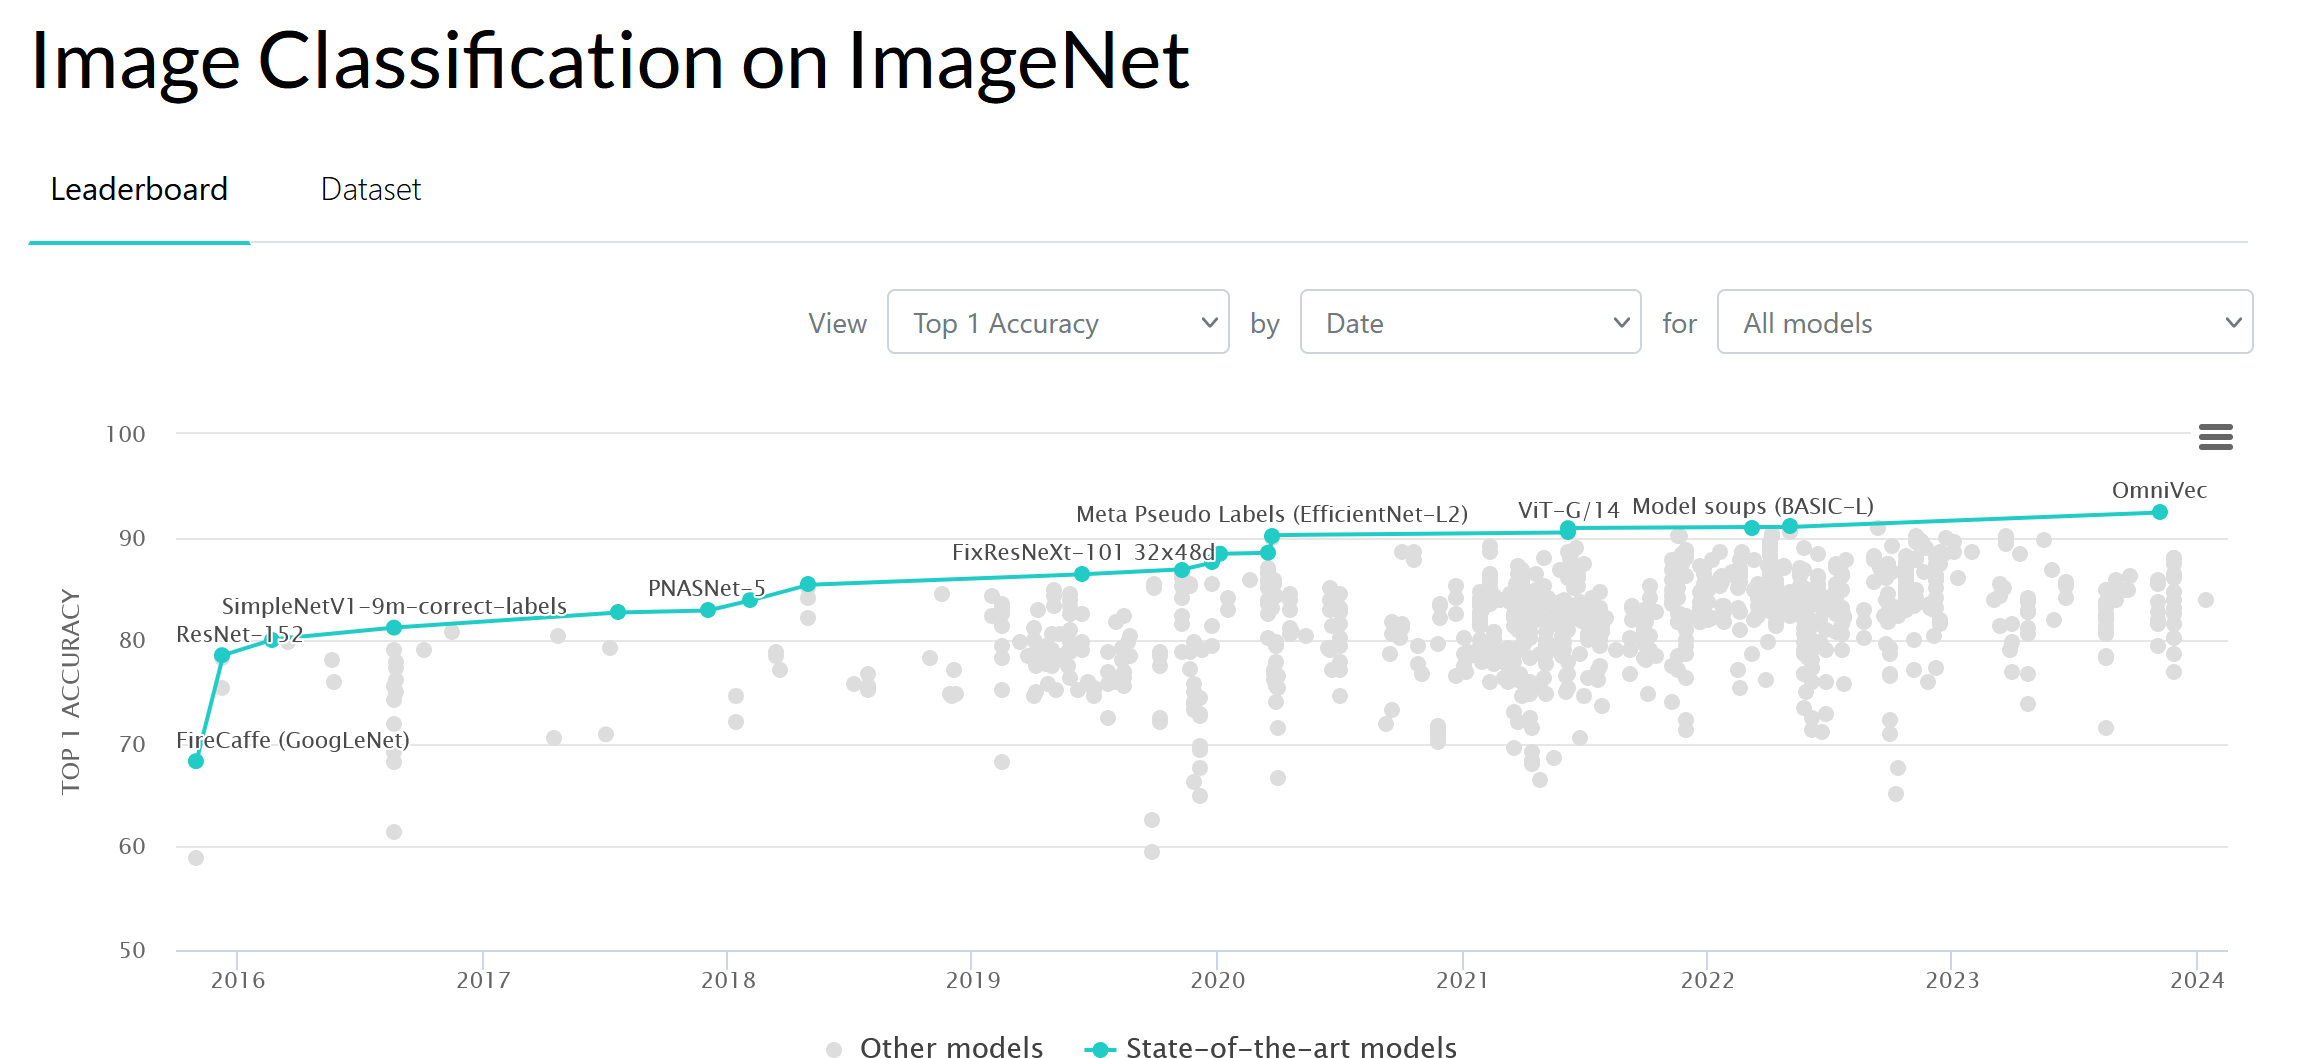 Image Classification on ImageNet
Leaderboard
Dataset
View
Top 1 Accuracy
by
Date
for
All models
100
90
80
70
60
50
TOP 1 ACCURACY
OmniVec
Model soups (BASIC-L)
ViT-G/14
Meta Pseudo Labels (EfficientNet-L2)
FixResNeXt-101 32x48d
PNASNet-5
SimpleNetV1-9m-correct-labels
ResNet-152
FireCaffe (GoogLeNet)
2016
2017
2018
2019
2020
2021
2022
2023
2024
Other models
State-of-the-art models